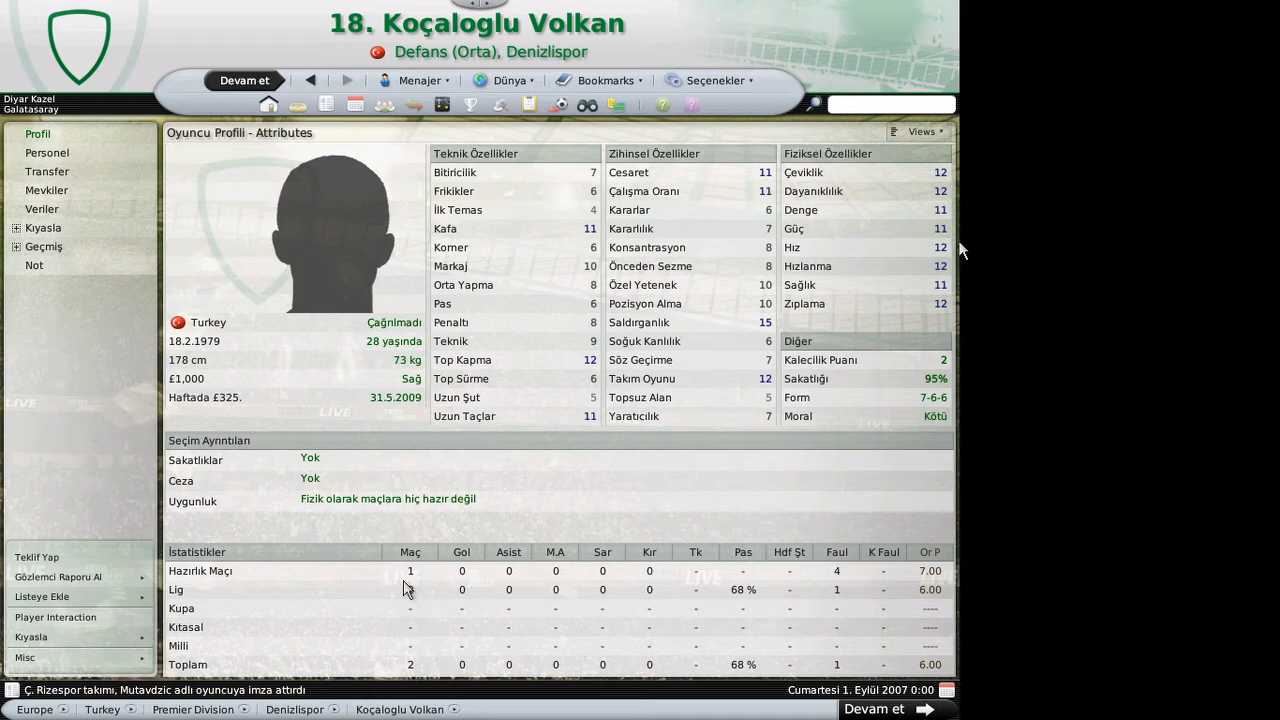 18. Koçaloglu Volkan
Defans (Orta), Denizlispor
Devam et Menajer Dünya Bookmarks Seçenekler
Diyar Kazel
Galatasaray
Profil
Personel
Transfer
Mevkiler
Veriler
Kıyasla
Geçmiş
Not
Oyuncu Profili - Attributes Views
Turkey Çağrılmadı
18.2.1979 28 yaşında
178 cm 73 kg
£1,000 Sağ
Haftada £325. 31.5.2009
Teknik Özellikler
Bitiricilik 7
Frikikler 6
İlk Temas 4
Kafa 11
Korner 6
Markaj 10
Orta Yapma 8
Pas 6
Penaltı 8
Teknik 9
Top Kapma 12
Top Sürme 6
Uzun Şut 5
Uzun Taçlar 11
Zihinsel Özellikler
Cesaret 11
Çalışma Oranı 11
Kararlar 6
Kararlılık 7
Konsantrasyon 8
Önceden Sezme 8
Özel Yetenek 10
Pozisyon Alma 10
Saldırganlık 15
Soğuk Kanlılık 6
Söz Geçirme 7
Takım Oyunu 12
Topsuz Alan 5
Yaratıcılık 7
Fiziksel Özellikler
Çeviklik 12
Dayanıklılık 12
Denge 11
Güç 11
Hız 12
Hızlanma 12
Sağlık 11
Zıplama 12
Diğer
Kalecilik Puanı 2
Sakatlığı 95%
Form 7-6-6
Moral Kötü
Seçim Ayrıntıları
Sakatlıklar Yok
Ceza Yok
Uygunluk Fizik olarak maçlara hiç hazır değil
İstatistikler Maç Gol Asist M.A Sar Kır Tk Pas Hdf Şt Faul K Faul Or P
Hazırlık Maçı 1 0 0 0 0 0 - - - 4 - 7.00
Lig 0 0 0 0 0 - 68 % - 1 - 6.00
Kupa - - - - - - - - - - - ----
Kıtasal - - - - - - - - - - - ----
Milli - - - - - - - - - - - ----
Toplam 2 0 0 0 0 0 - 68 % - 1 - 6.00
Teklif Yap
Gözlemci Raporu Al
Listeye Ekle
Player Interaction
Kıyasla
Misc
Ç. Rizespor takımı, Mutavdzic adlı oyuncuya imza attırdı Cumartesi 1. Eylül 2007 0:00
Europe Turkey Premier Division Denizlispor Koçaloglu Volkan Devam et